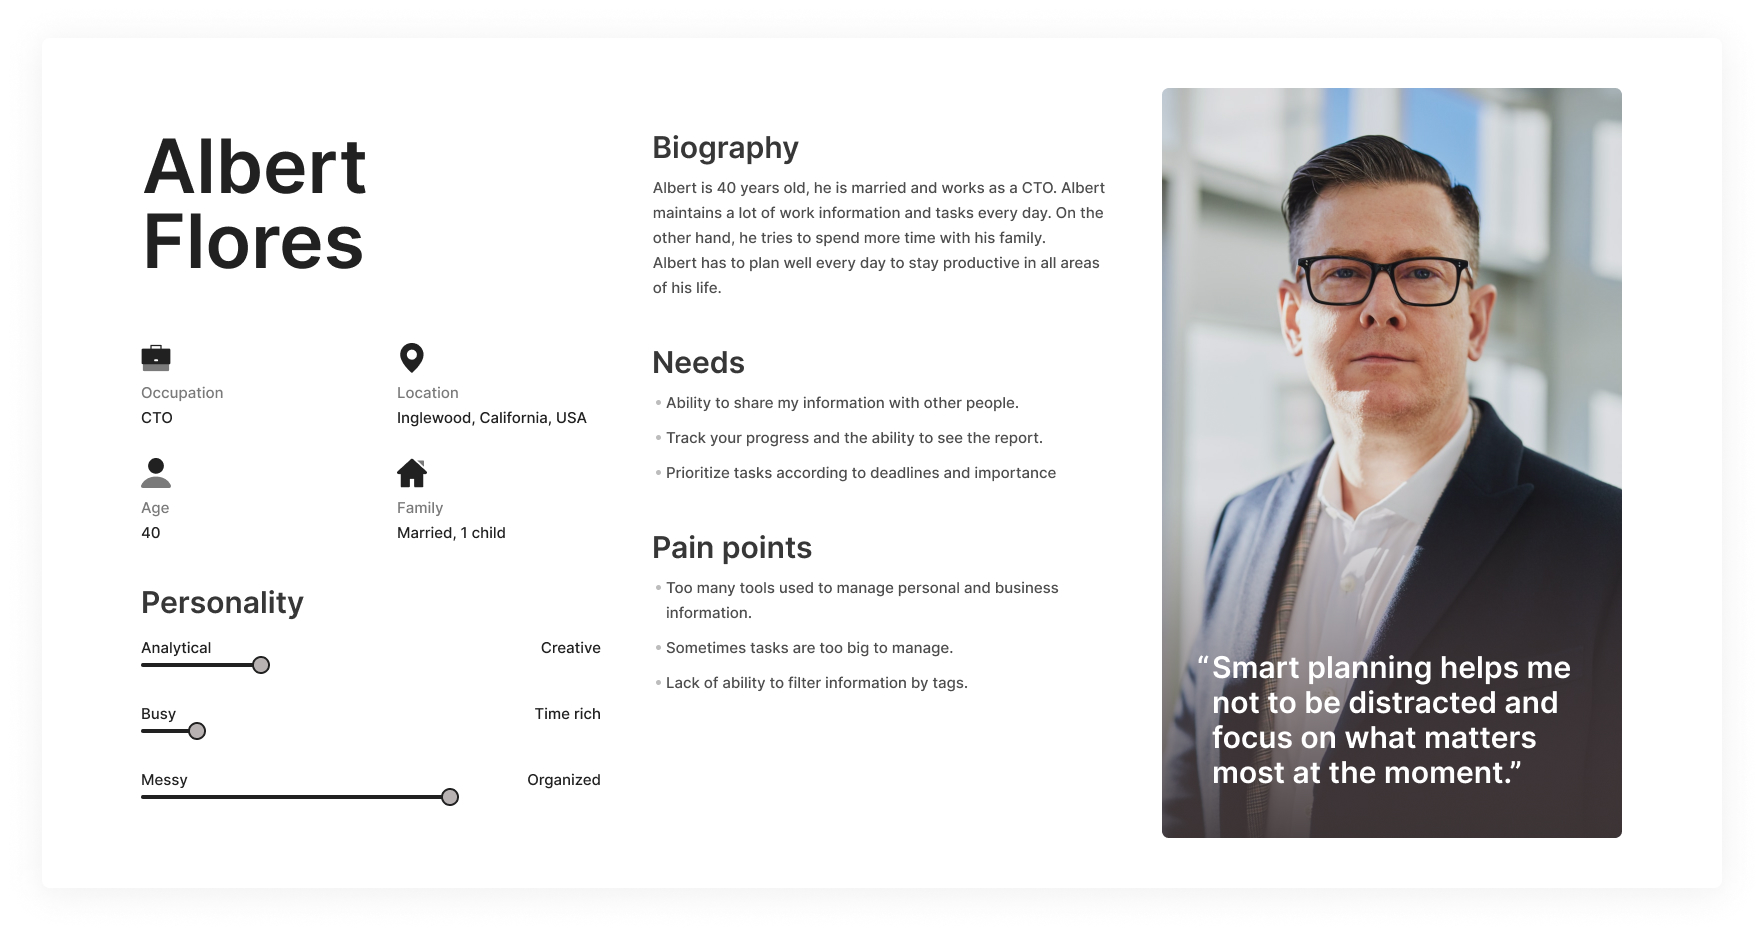 Albert
Flores
Occupation
CTO
Location
Inglewood, California, USA
Age
40
Family
Married, 1 child
Personality
Analytical
Creative
Busy
Time rich
Messy
Organized
Biography
Albert is 40 years old, he is married and works as a CTO. Albert
maintains a lot of work information and tasks every day. On the
other hand, he tries to spend more time with his family.
Albert has to plan well every day to stay productive in all areas
of his life.
Needs
• Ability to share my information with other people.
• Track your progress and the ability to see the report.
• Prioritize tasks according to deadlines and importance
Pain points
• Too many tools used to manage personal and business
information.
• Sometimes tasks are too big to manage.
• Lack of ability to filter information by tags.
“Smart planning helps me
not to be distracted and
focus on what matters
most at the moment.”